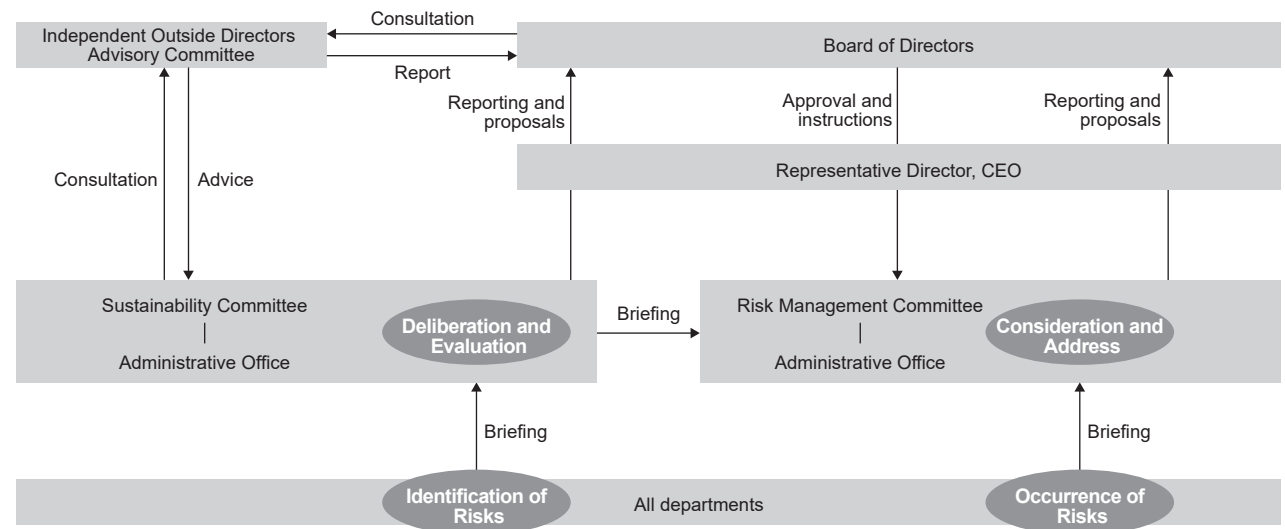 Consultation
Independent Outside Directors
Advisory Committee
Board of Directors
Report
Reporting and
proposals
Approval and
instructions
Reporting and
proposals
Consultation
Advice
Representative Director, CEO
Sustainability Committee
Administrative Office
Deliberation and
Evaluation
Briefing
Risk Management Committee
Administrative Office
Consideration and
Address
Briefing
Briefing
Identification of
Risks
All departments
Occurrence of
Risks